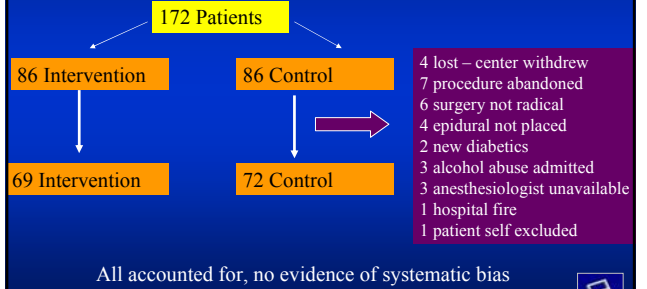 172 Patients
86 Intervention
86 Control
69 Intervention
72 Control
4 lost – center withdrew
7 procedure abandoned
6 surgery not radical
4 epidural not placed
2 new diabetics
3 alcohol abuse admitted
3 anesthesiologist unavailable
1 hospital fire
1 patient self excluded
All accounted for, no evidence of systematic bias